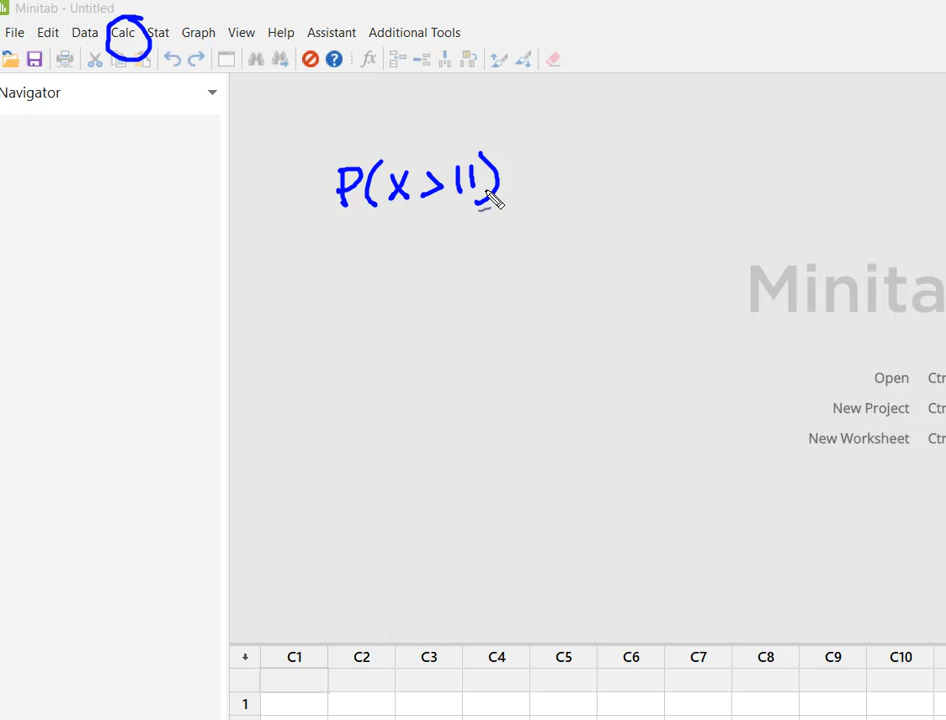 Minitab - Untitled
File Edit Data Calc Stat Graph View Help Assistant Additional Tools
fx
Navigator
P(X>11)
Minita
Open Ctr
New Project Ctr
New Worksheet Ctr
C1 C2 C3 C4 C5 C6 C7 C8 C9 C10
1